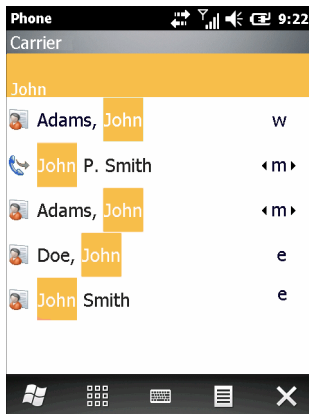 Phone 9:22
Carrier
John
Adams, John w
John P. Smith m
Adams, John m
Doe, John e
John Smith e